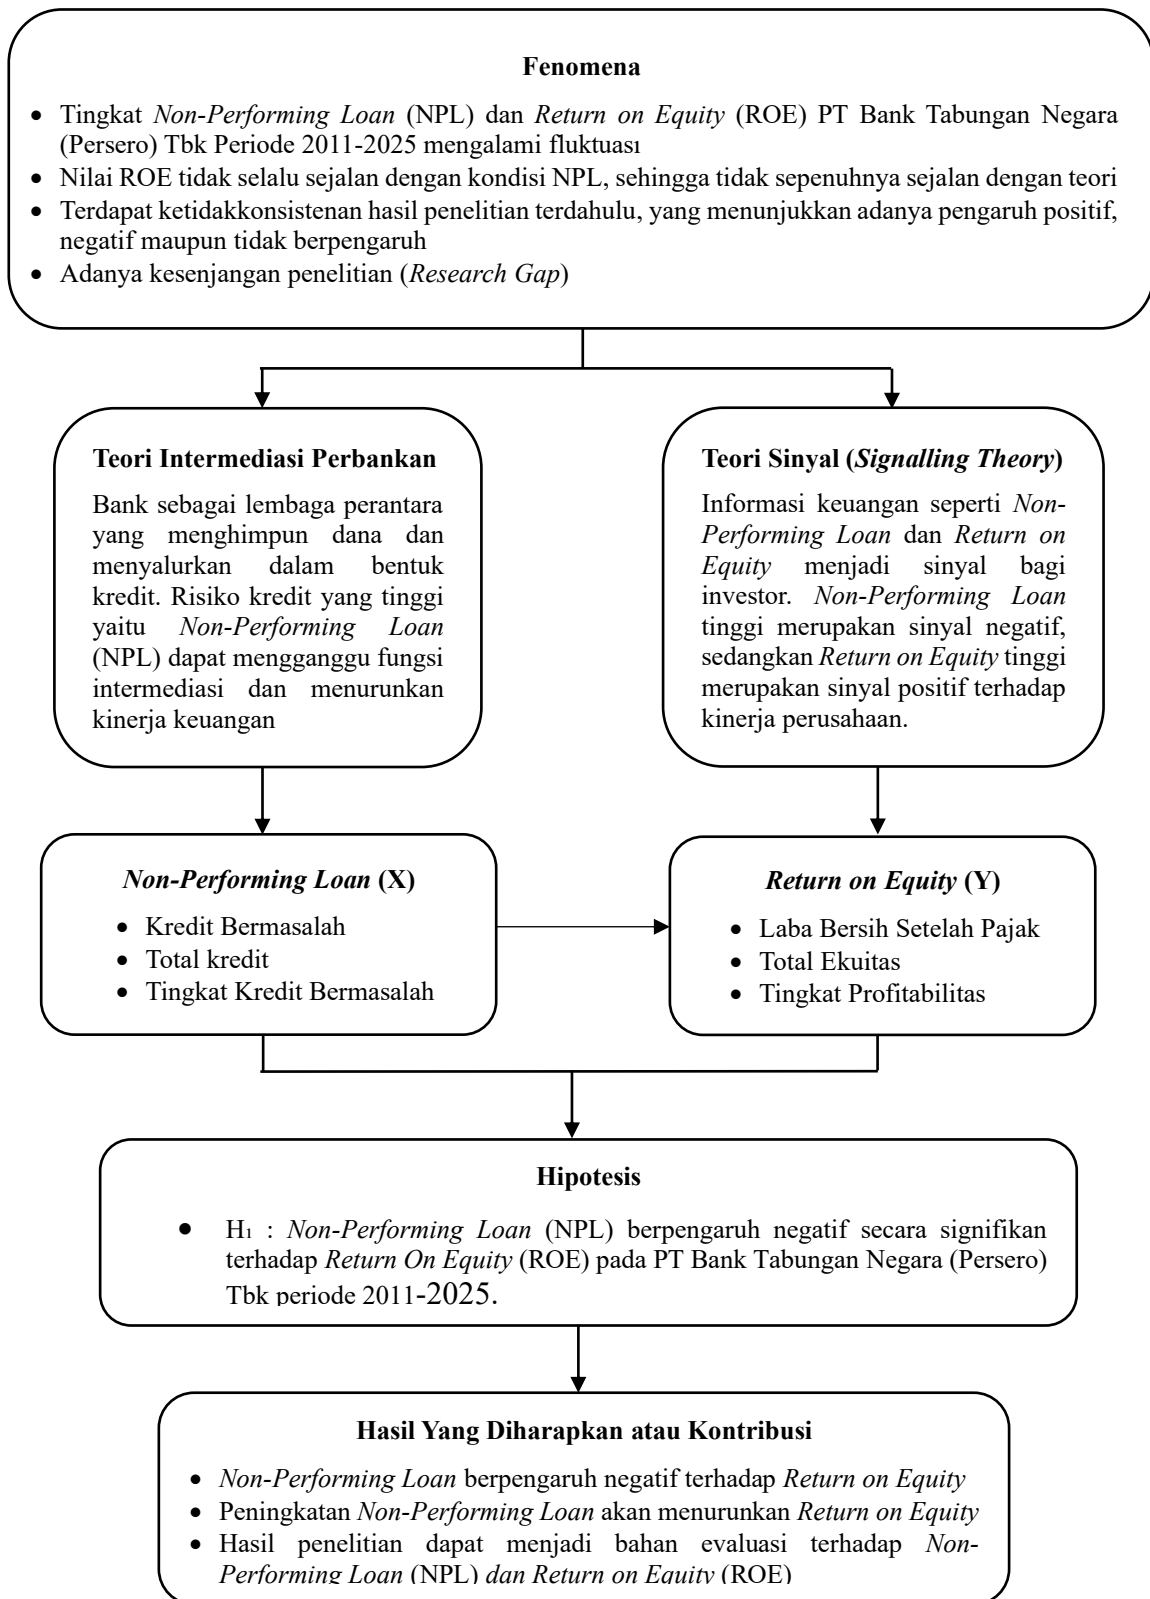 Fenomena
• Tingkat Non-Performing Loan (NPL) dan Return on Equity (ROE) PT Bank Tabungan Negara
(Persero) Tbk Periode 2011-2025 mengalami fluktuasi
• Nilai ROE tidak selalu sejalan dengan kondisi NPL, sehingga tidak sepenuhnya sejalan dengan teori
• Terdapat ketidakkonsistenan hasil penelitian terdahulu, yang menunjukkan adanya pengaruh positif,
negatif maupun tidak berpengaruh
• Adanya kesenjangan penelitian (Research Gap)
Teori Intermediasi Perbankan
Bank sebagai lembaga perantara
yang menghimpun dana dan
menyalurkan dalam bentuk
kredit. Risiko kredit yang tinggi
yaitu Non-Performing Loan
(NPL) dapat mengganggu fungsi
intermediasi dan menurunkan
kinerja keuangan
Teori Sinyal (Signalling Theory)
Informasi keuangan seperti Non-
Performing Loan dan Return on
Equity menjadi sinyal bagi
investor. Non-Performing Loan
tinggi merupakan sinyal negatif,
sedangkan Return on Equity tinggi
merupakan sinyal positif terhadap
kinerja perusahaan.
Non-Performing Loan (X)
• Kredit Bermasalah
• Total kredit
• Tingkat Kredit Bermasalah
Return on Equity (Y)
• Laba Bersih Setelah Pajak
• Total Ekuitas
• Tingkat Profitabilitas
Hipotesis
• H₁ : Non-Performing Loan (NPL) berpengaruh negatif secara signifikan
terhadap Return On Equity (ROE) pada PT Bank Tabungan Negara (Persero)
Tbk periode 2011-2025.
Hasil Yang Diharapkan atau Kontribusi
• Non-Performing Loan berpengaruh negatif terhadap Return on Equity
• Peningkatan Non-Performing Loan akan menurunkan Return on Equity
• Hasil penelitian dapat menjadi bahan evaluasi terhadap Non-
Performing Loan (NPL) dan Return on Equity (ROE)